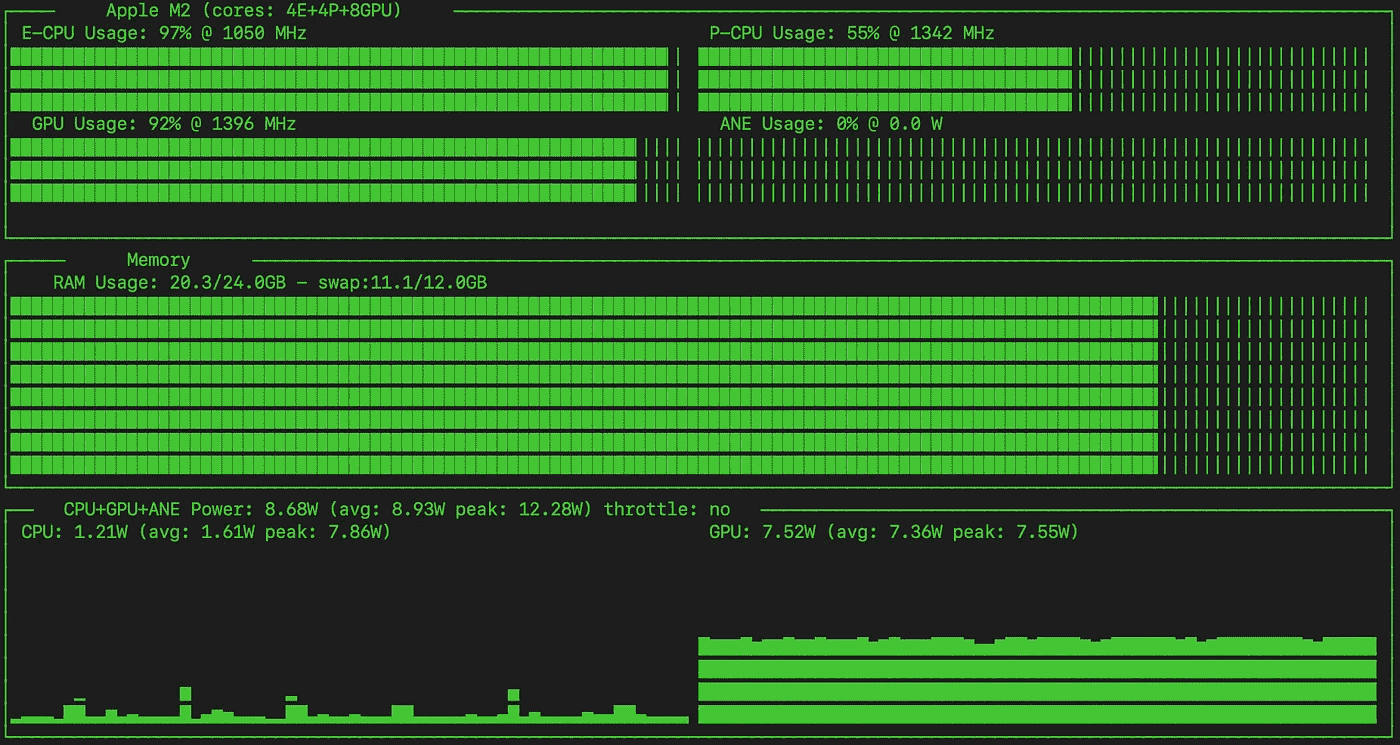 Apple M2 (cores: 4E+4P+8GPU)
E-CPU Usage: 97% @ 1050 MHz
P-CPU Usage: 55% @ 1342 MHz
GPU Usage: 92% @ 1396 MHz
ANE Usage: 0% @ 0.0 W
Memory
RAM Usage: 20.3/24.0GB - swap:11.1/12.0GB
CPU+GPU+ANE Power: 8.68W (avg: 8.93W peak: 12.28W) throttle: no
CPU: 1.21W (avg: 1.61W peak: 7.86W)
GPU: 7.52W (avg: 7.36W peak: 7.55W)